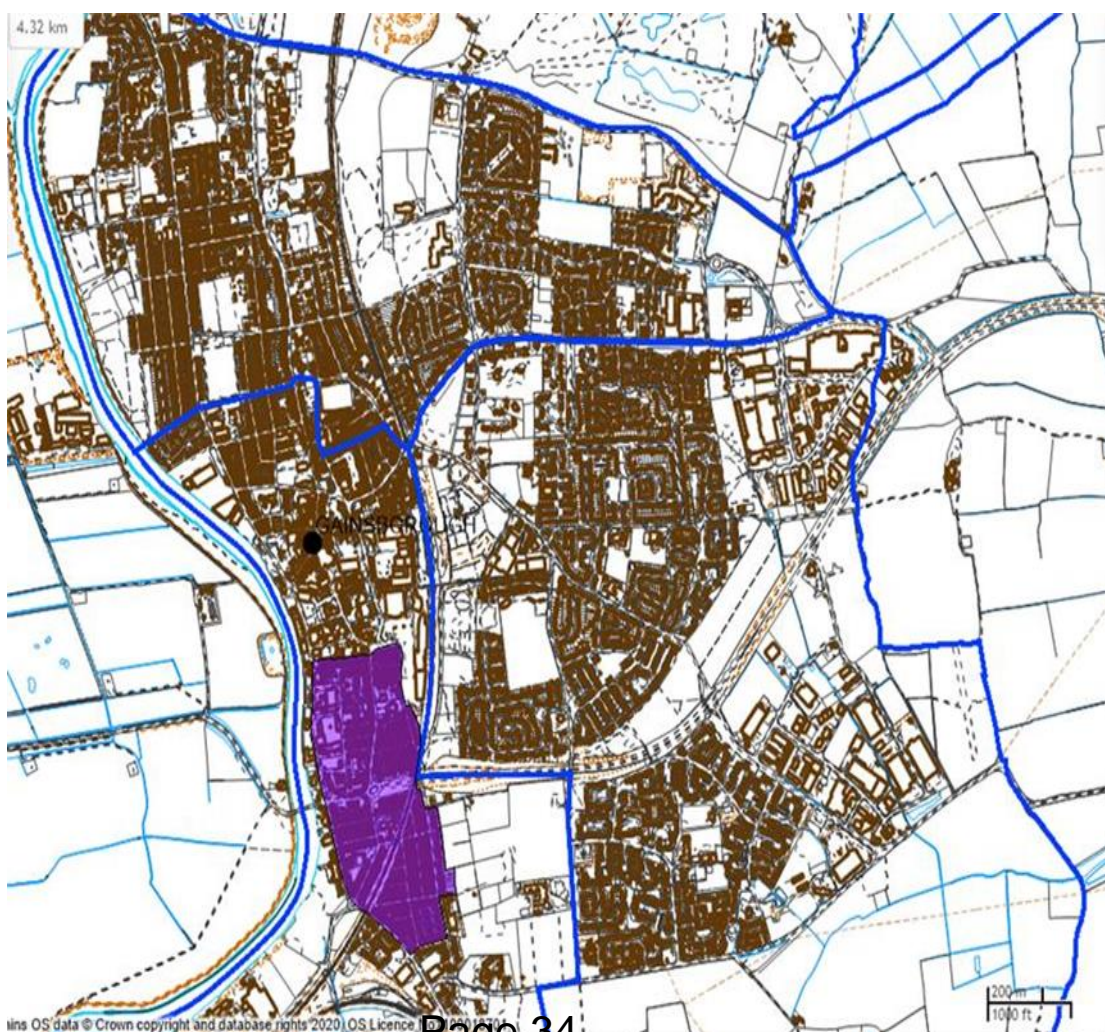 4.32 km
GAINSBOROUGH
200 m
1000 ft
ins OS data © Crown copyright and database rights 2020) OS Licence
Page 34